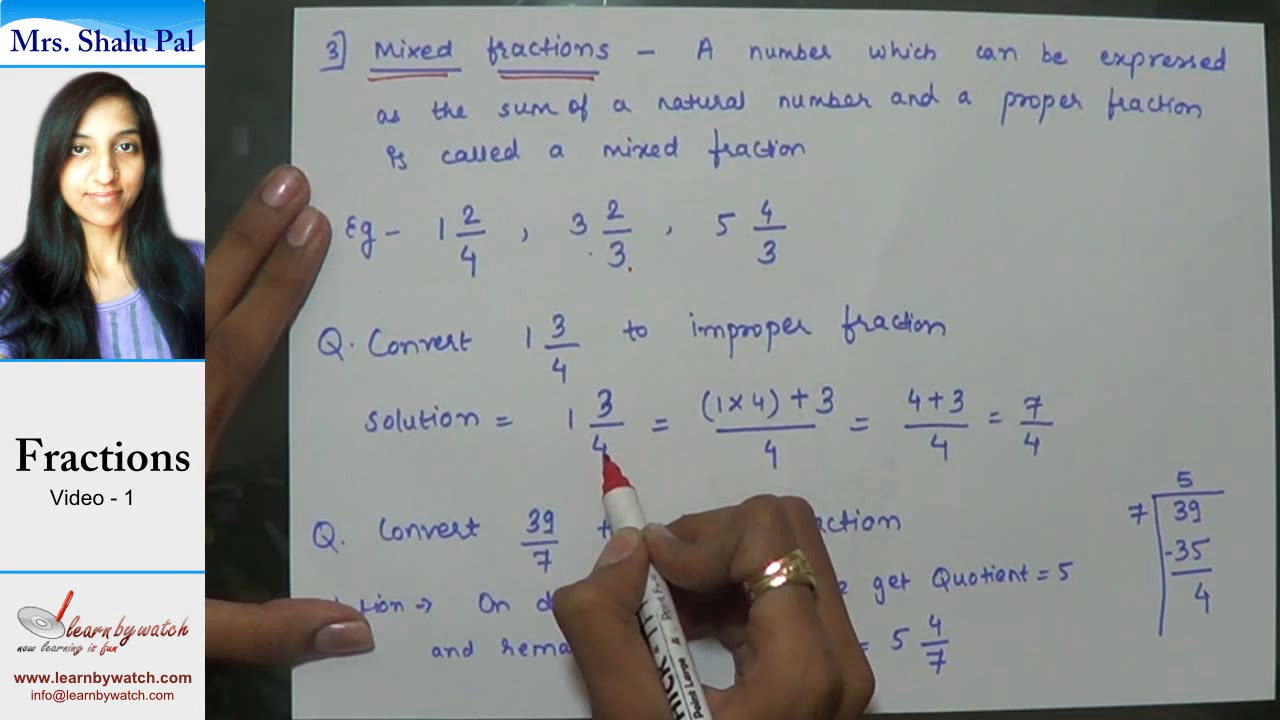 Mrs. Shalu Pal
Fractions
Video - 1
learnbywatch
now learning is fun
www.learnbywatch.com
info@learnbywatch.com
3] Mixed fractions – A number which can be expressed
as the sum of a natural number and a proper fraction
is called a mixed fraction
Eg – 1 2/4 , 3 2/3 , 5 4/3
Q. Convert 1 3/4 to improper fraction
Solution = 1 3/4 = (1×4)+3/4 = 4+3/4 = 7/4
Q. Convert 39/7
On
get Quotient = 5
and
= 5 4/7
5
7 39
-35
4